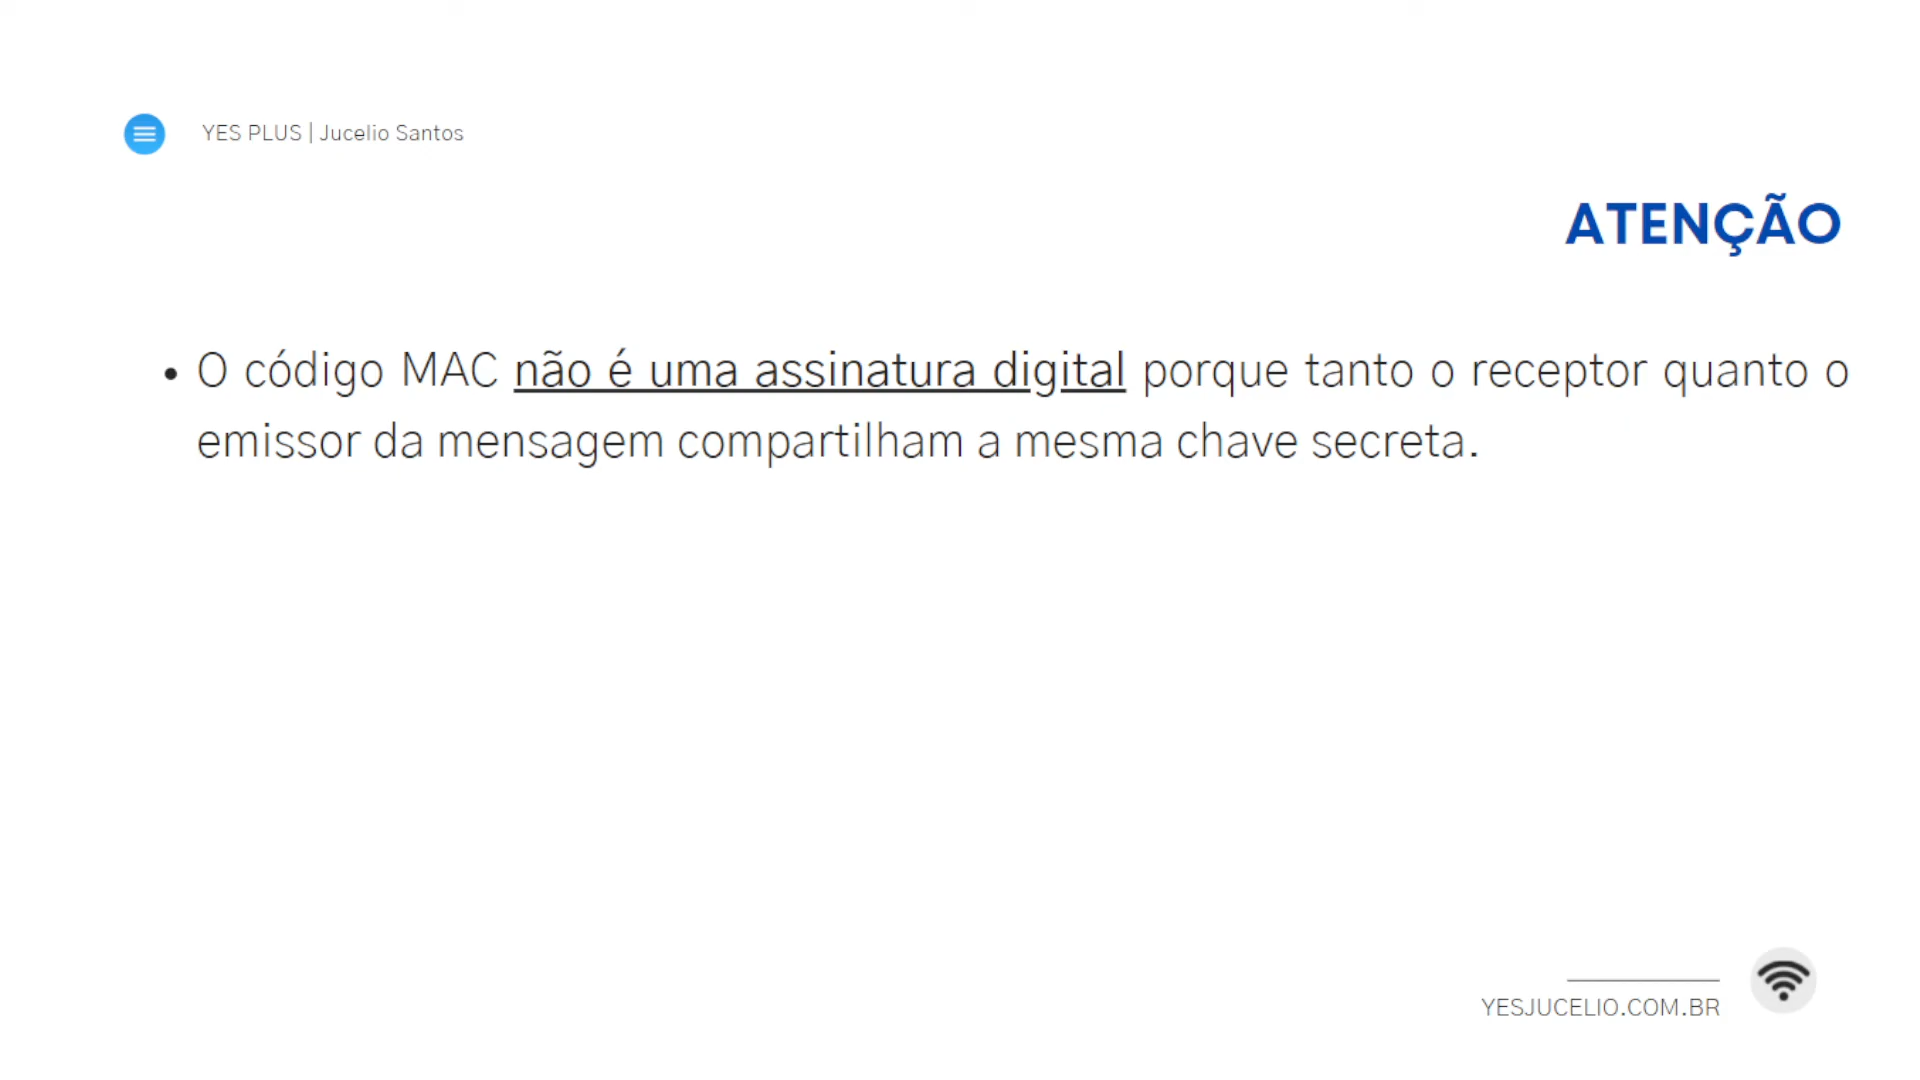 YES PLUS | Jucelio Santos
ATENÇÃO
• O código MAC não é uma assinatura digital porque tanto o receptor quanto o
emissor da mensagem compartilham a mesma chave secreta.
YESJUCELIO.COM.BR